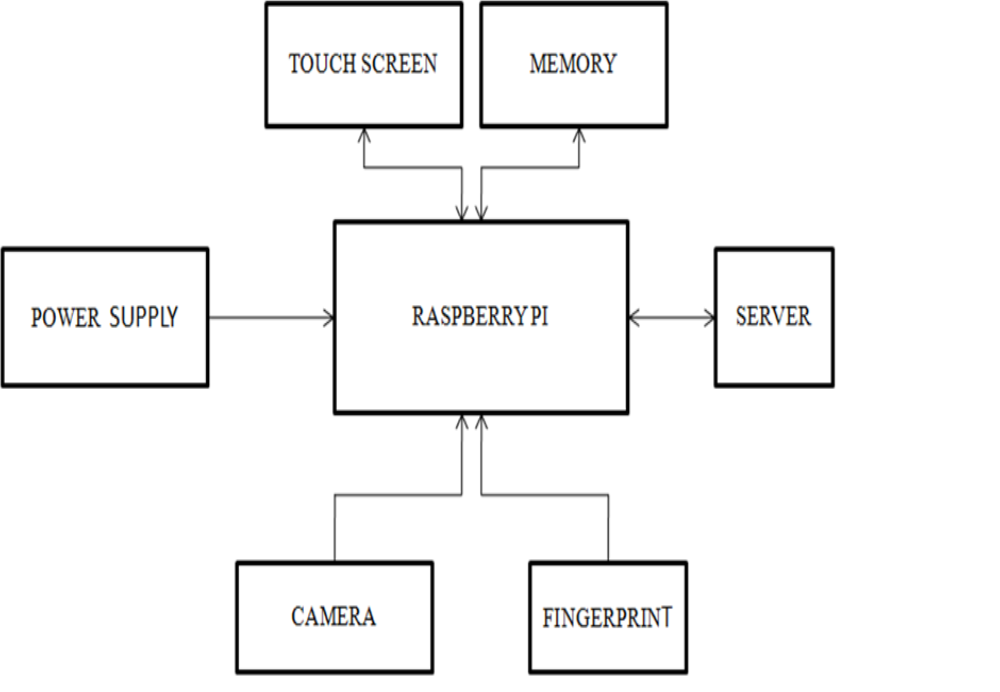 TOUCH SCREEN
MEMORY
POWER SUPPLY
RASPBERRY PI
SERVER
CAMERA
FINGERPRINT